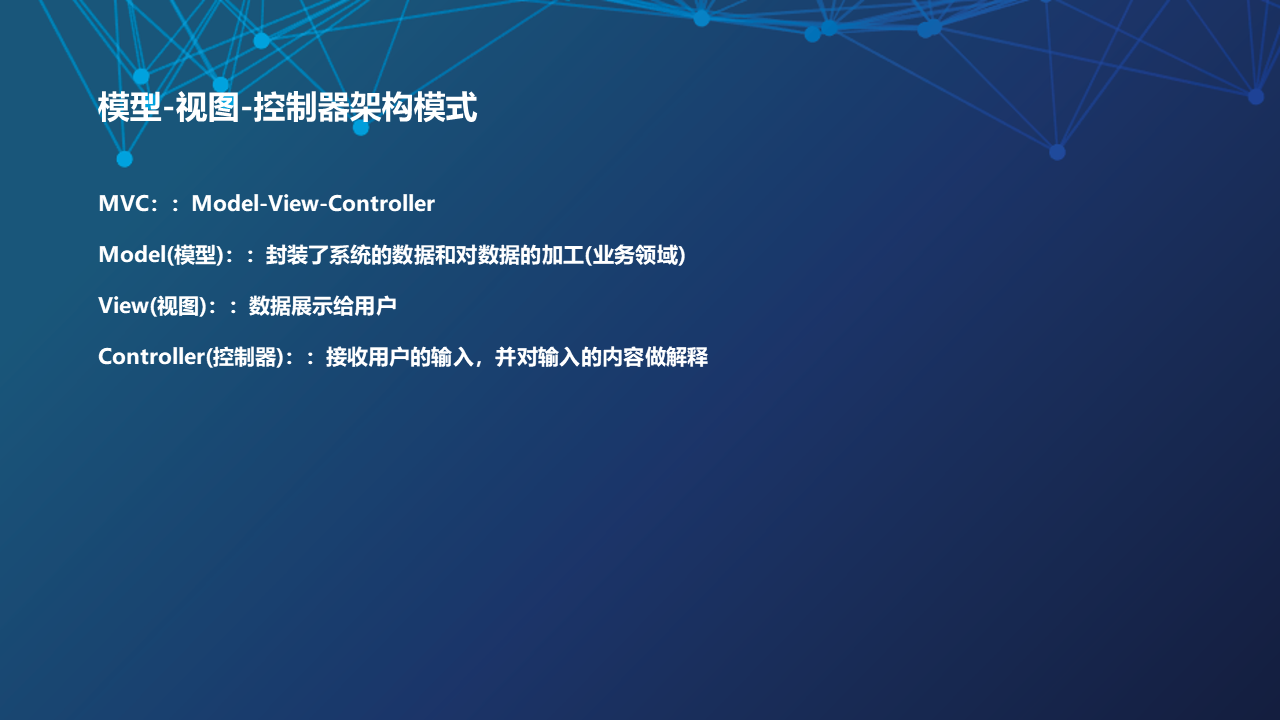 模型-视图-控制器架构模式
MVC：：Model-View-Controller
Model(模型)：：封装了系统的数据和对数据的加工(业务领域)
View(视图)：：数据展示给用户
Controller(控制器)：：接收用户的输入，并对输入的内容做解释